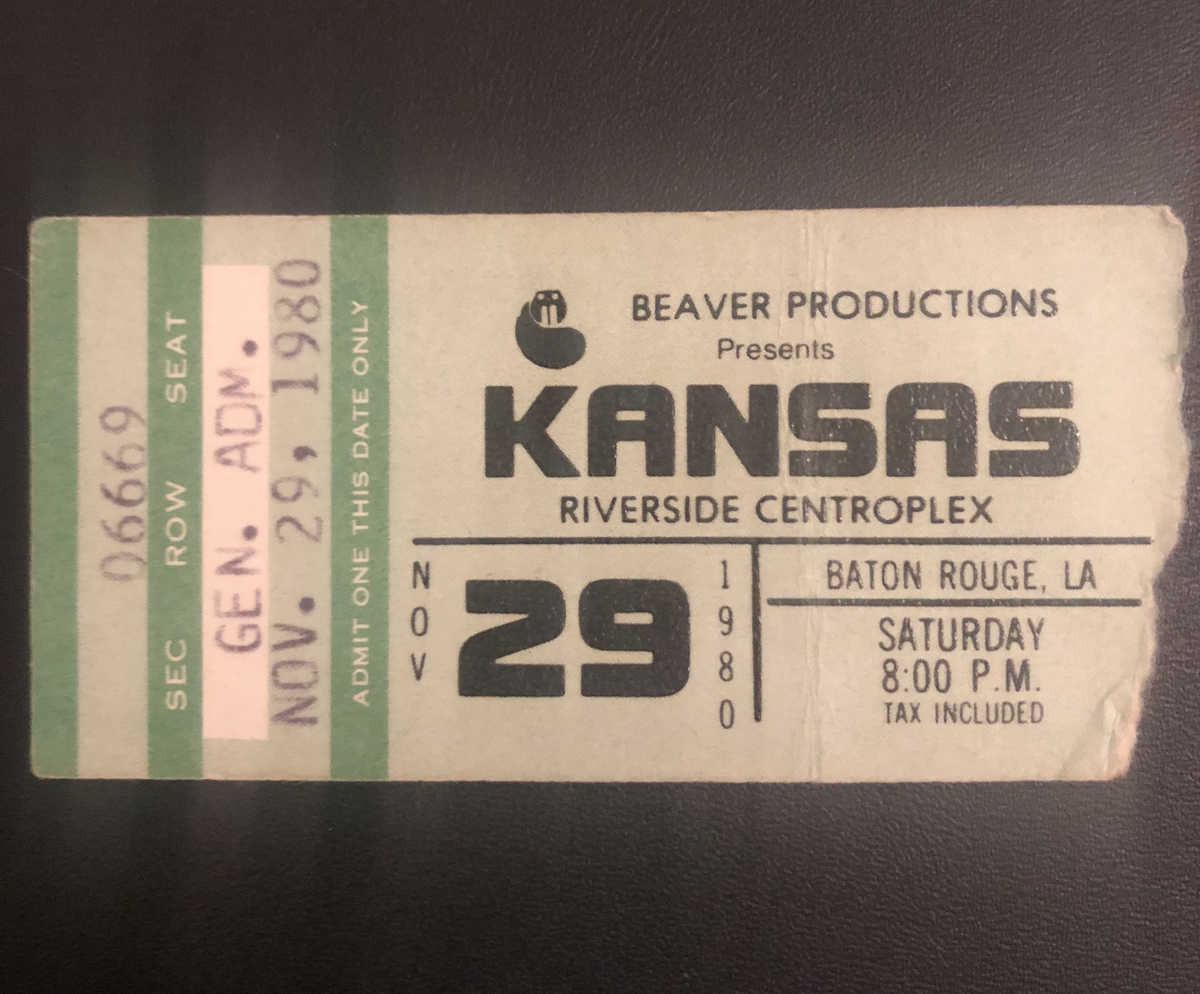 06669
SEC ROW SEAT
GEN. ADM.
NOV. 29, 1980
ADMIT ONE THIS DATE ONLY
BEAVER PRODUCTIONS
Presents
KANSAS
RIVERSIDE CENTROPLEX
NOV
29
1980
BATON ROUGE, LA
SATURDAY
8:00 P.M.
TAX INCLUDED